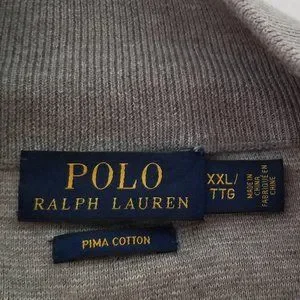 POLO
RALPH LAUREN
XXL/
TTG
MADE IN
CHINA
FABRIQUÉ EN
CHINE
PIMA COTTON